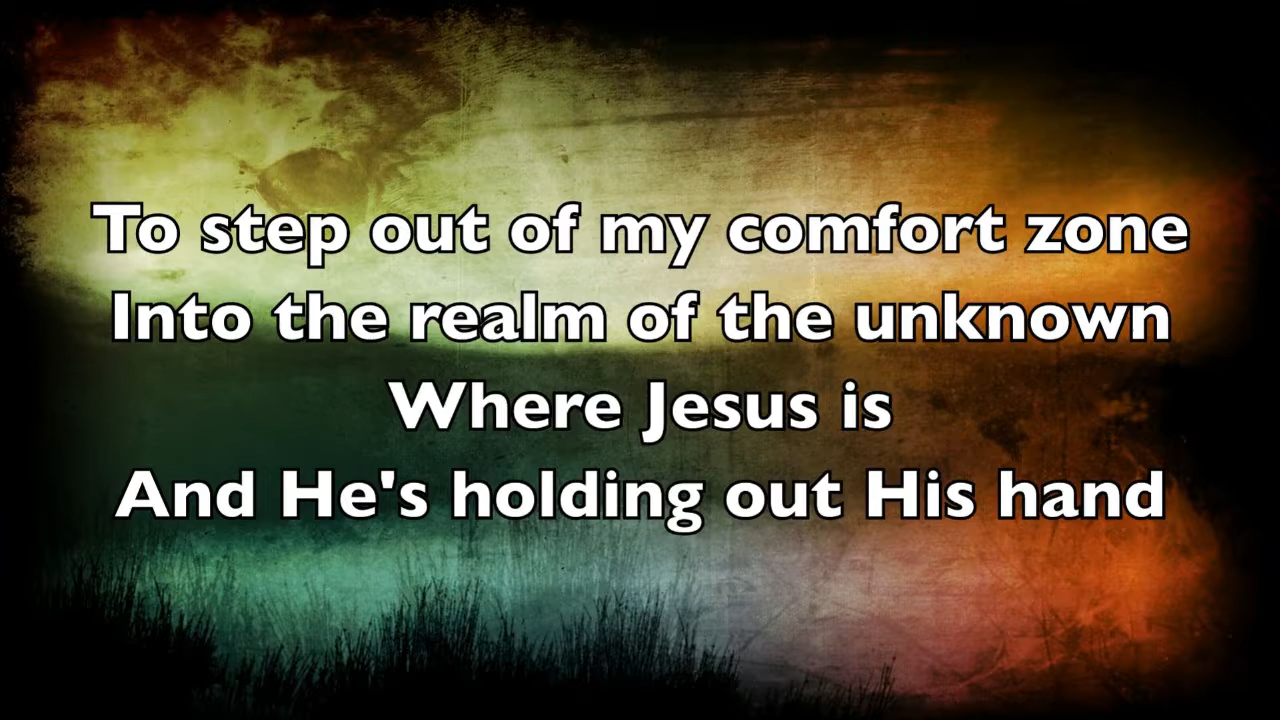 To step out of my comfort zone
Into the realm of the unknown
Where Jesus is
And He's holding out His hand